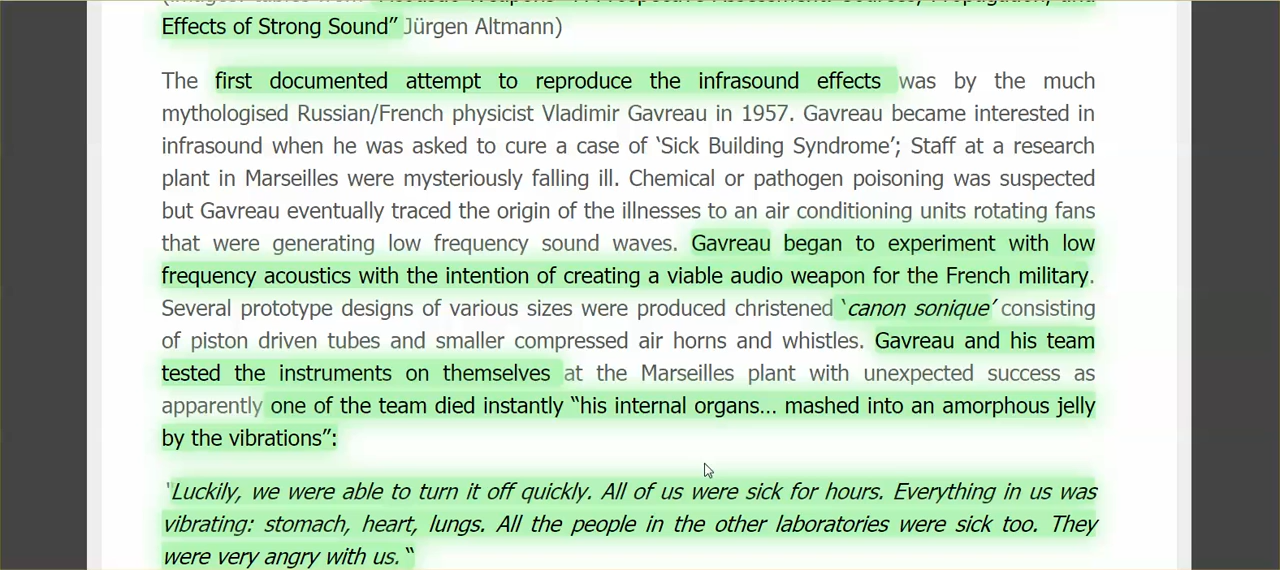 Effects of Strong Sound” Jürgen Altmann)
The first documented attempt to reproduce the infrasound effects was by the much
mythologised Russian/French physicist Vladimir Gavreau in 1957. Gavreau became interested in
infrasound when he was asked to cure a case of ‘Sick Building Syndrome’; Staff at a research
plant in Marseilles were mysteriously falling ill. Chemical or pathogen poisoning was suspected
but Gavreau eventually traced the origin of the illnesses to an air conditioning units rotating fans
that were generating low frequency sound waves. Gavreau began to experiment with low
frequency acoustics with the intention of creating a viable audio weapon for the French military.
Several prototype designs of various sizes were produced christened ‘canon sonique’ consisting
of piston driven tubes and smaller compressed air horns and whistles. Gavreau and his team
tested the instruments on themselves at the Marseilles plant with unexpected success as
apparently one of the team died instantly “his internal organs… mashed into an amorphous jelly
by the vibrations”:
“Luckily, we were able to turn it off quickly. All of us were sick for hours. Everything in us was
vibrating: stomach, heart, lungs. All the people in the other laboratories were sick too. They
were very angry with us.“